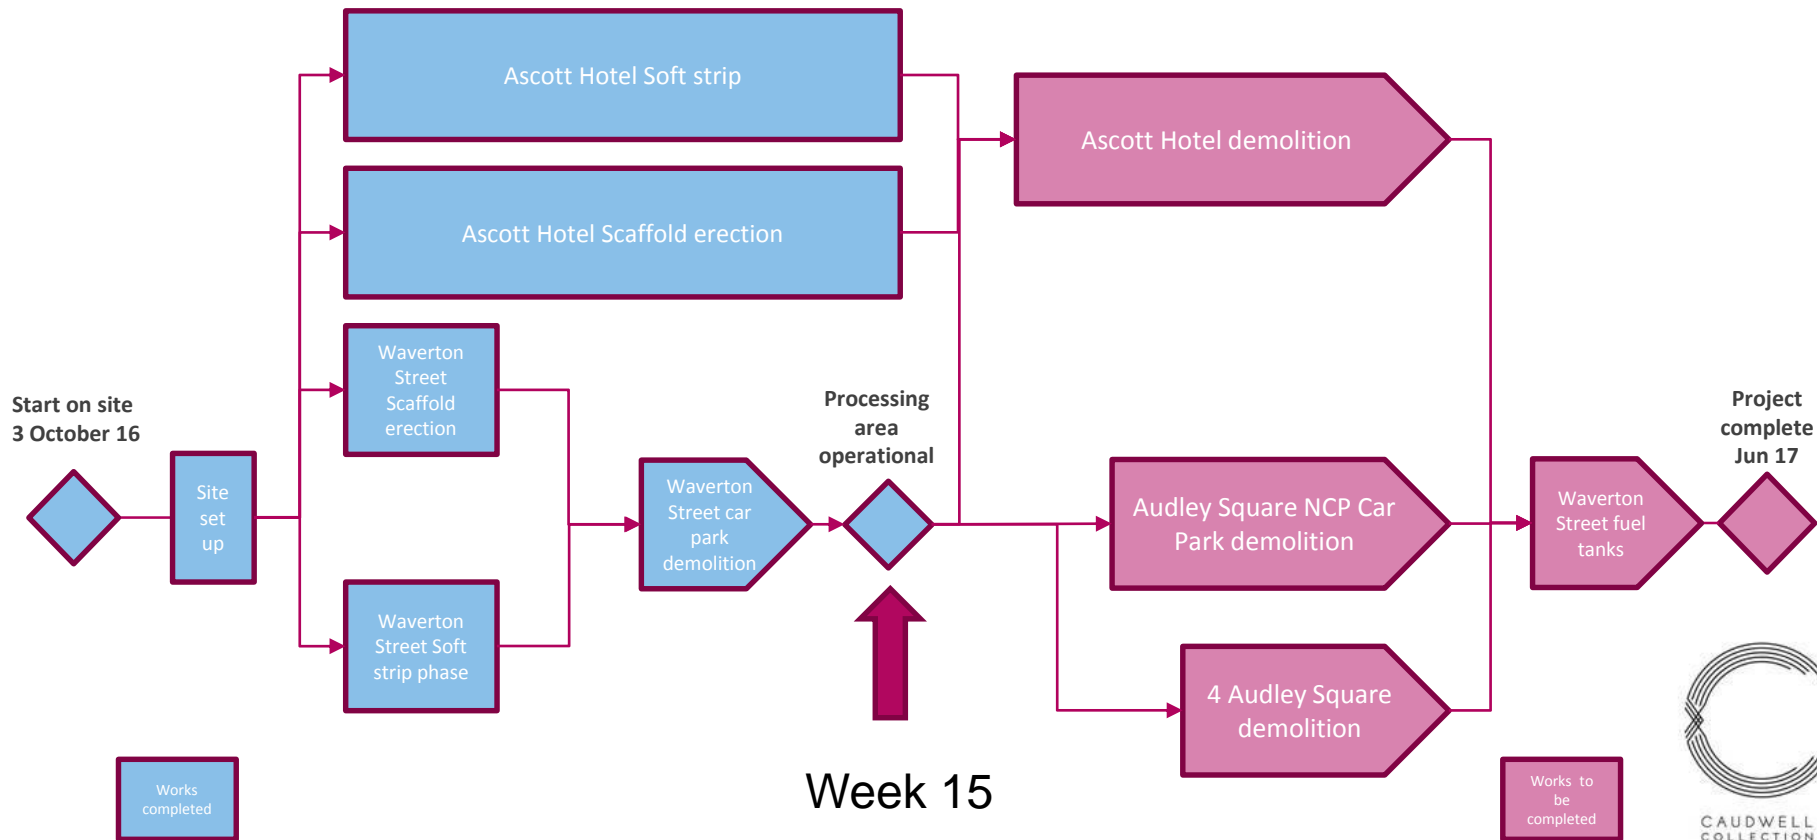 Ascott Hotel Soft strip
Ascott Hotel demolition
Ascott Hotel Scaffold erection
Waverton
Street
Scaffold
erection
Start on site
3 October 16
Processing
area
operational
Project
complete
Jun 17
Site
set
up
Waverton
Street car
park
demolition
Audley Square NCP Car
Park demolition
Waverton
Street fuel
tanks
Waverton
Street Soft
strip phase
4 Audley Square
demolition
Works
completed
Week 15
Works to
be
completed
CAUDWELL
COLLECTION